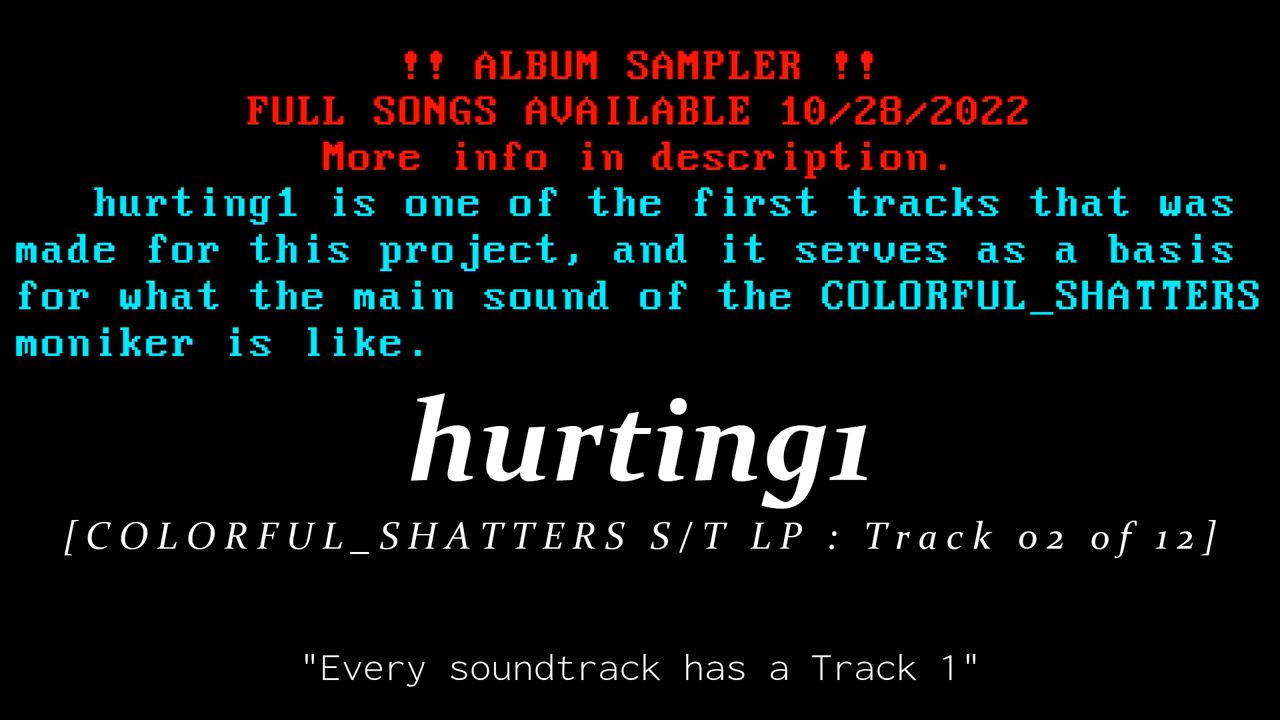 !! ALBUM SAMPLER !!
FULL SONGS AVAILABLE 10/28/2022
More info in description.
hurting1 is one of the first tracks that was
made for this project, and it serves as a basis
for what the main sound of the COLORFUL_SHATTERS
moniker is like.
hurting1
[COLORFUL_SHATTERS S/T LP : Track 02 of 12]
"Every soundtrack has a Track 1"